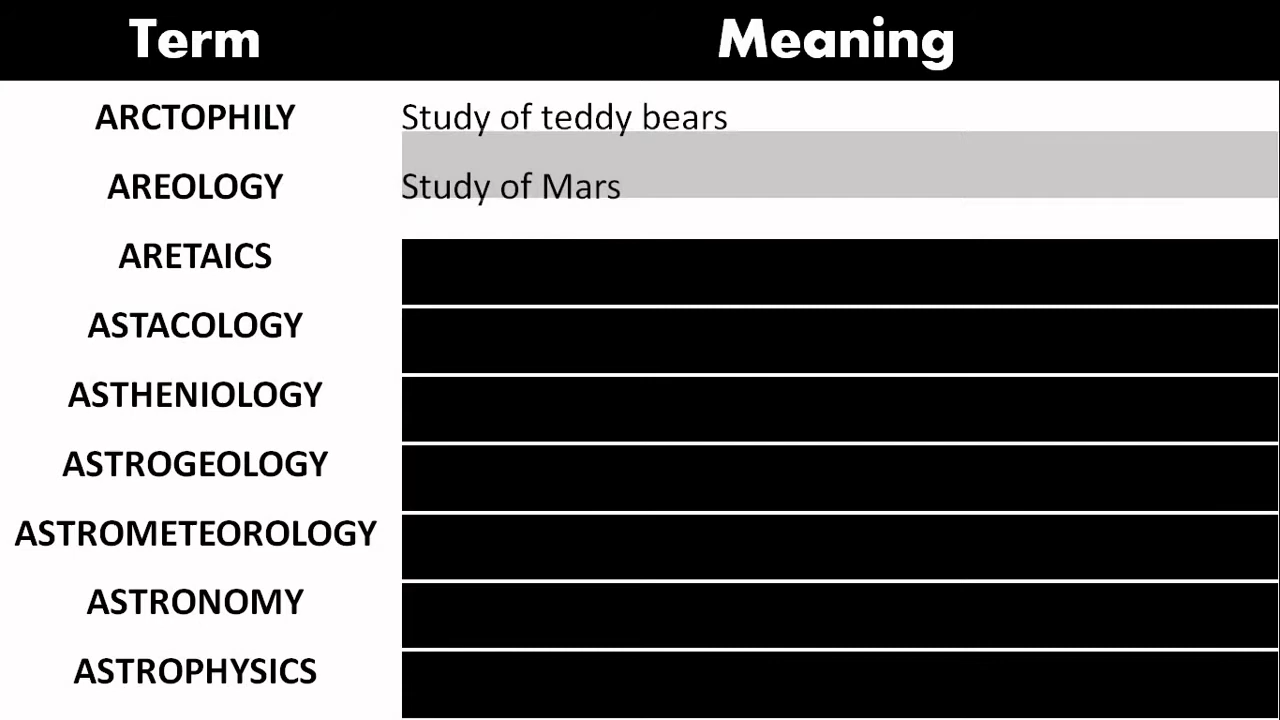 Term Meaning
ARCTOPHILY Study of teddy bears
AREOLOGY Study of Mars
ARETAICS
ASTACOLOGY
ASTHENIOLOGY
ASTROGEOLOGY
ASTROMETEOROLOGY
ASTRONOMY
ASTROPHYSICS